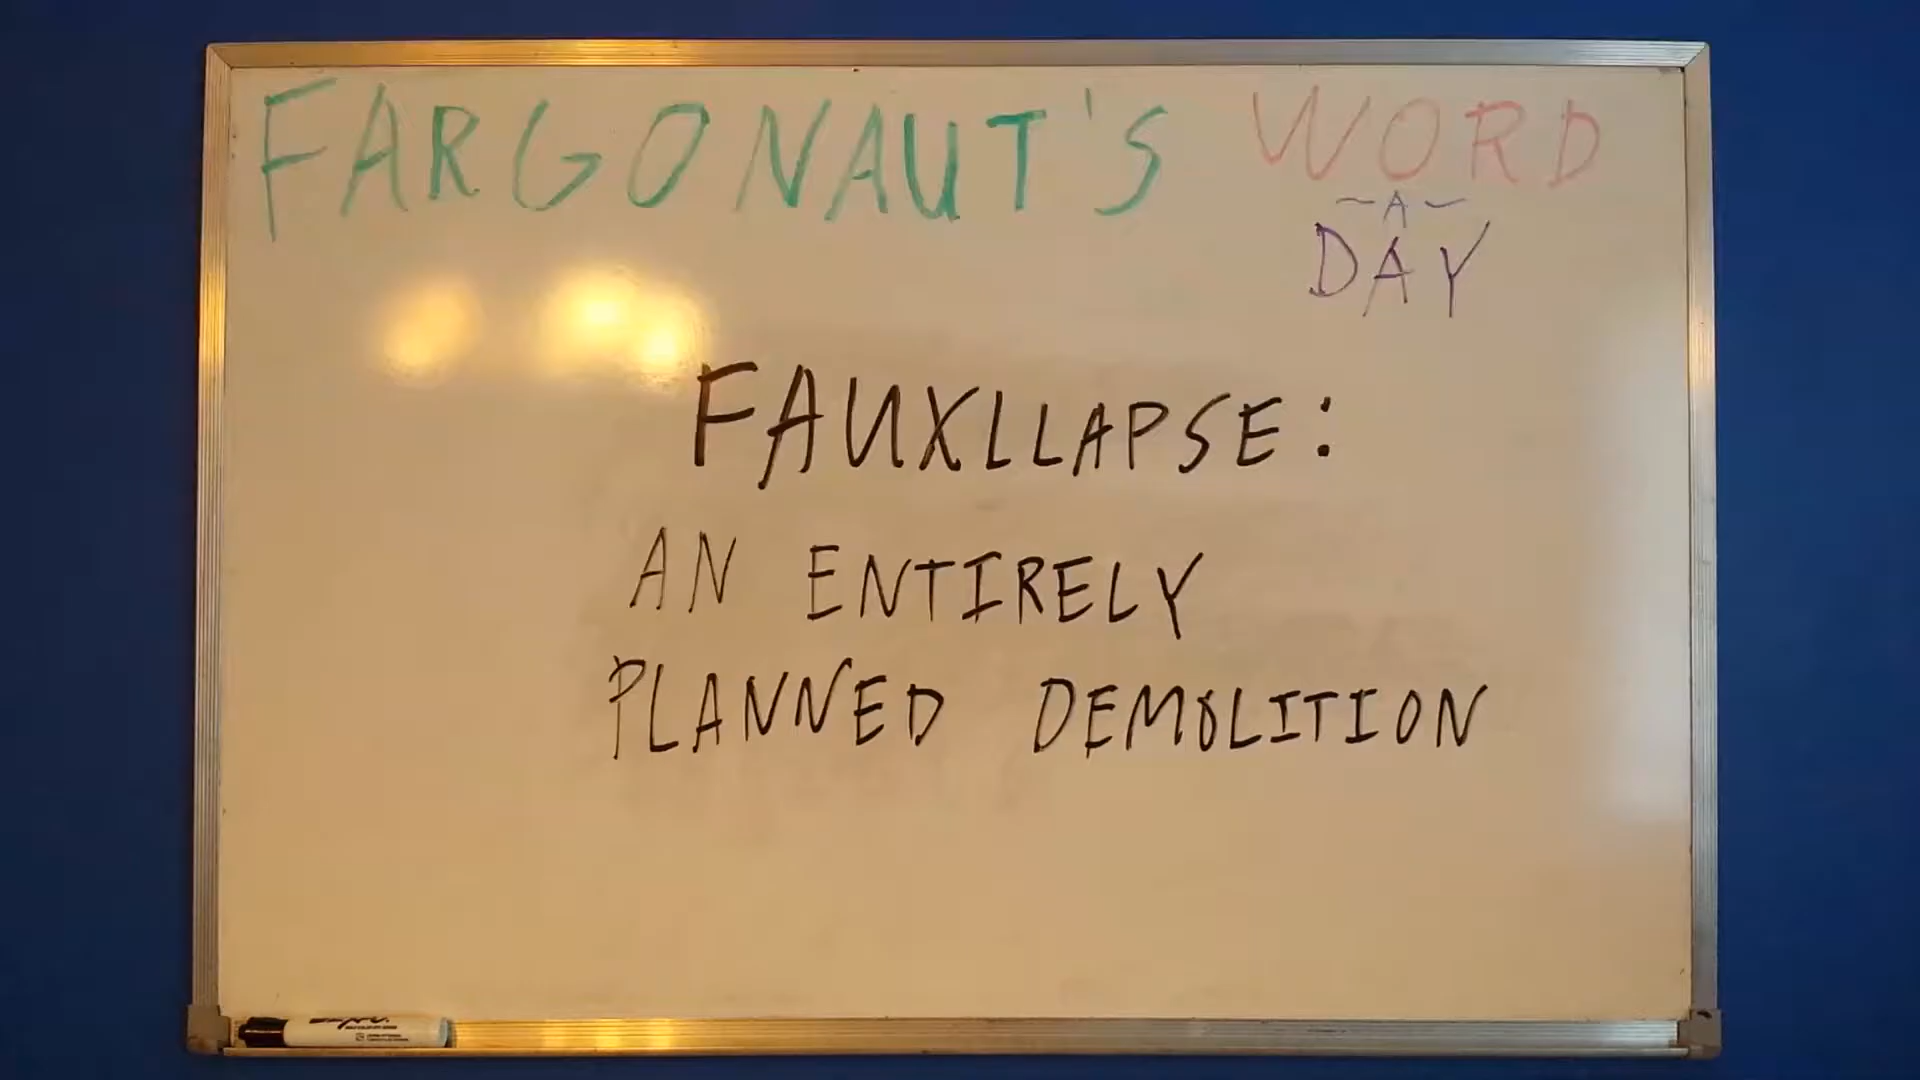 FARGONAUT'S WORD
~A~
DAY
FAUXLLAPSE:
AN ENTIRELY
PLANNED DEMOLITION